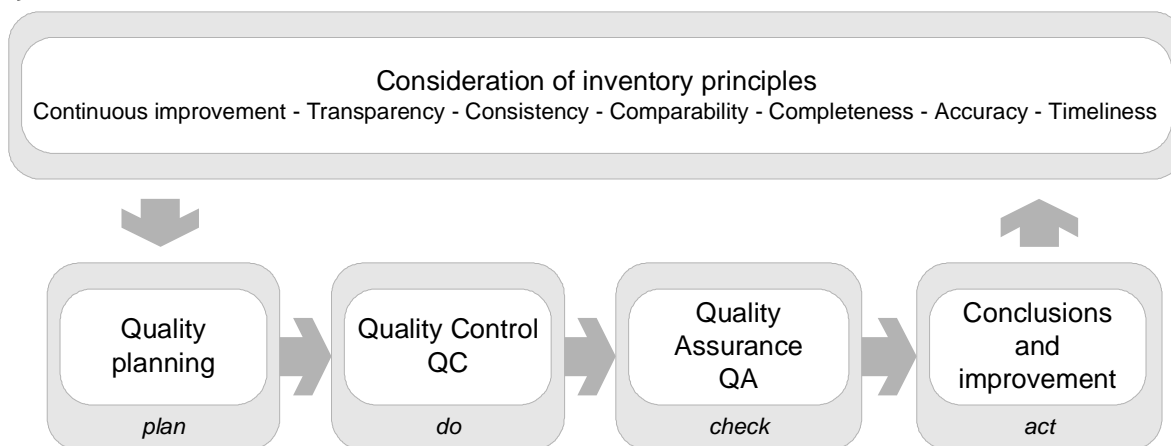 Consideration of inventory principles
Continuous improvement - Transparency - Consistency - Comparability - Completeness - Accuracy - Timeliness
Quality
planning
plan
Quality Control
QC
do
Quality
Assurance
QA
check
Conclusions
and
improvement
act